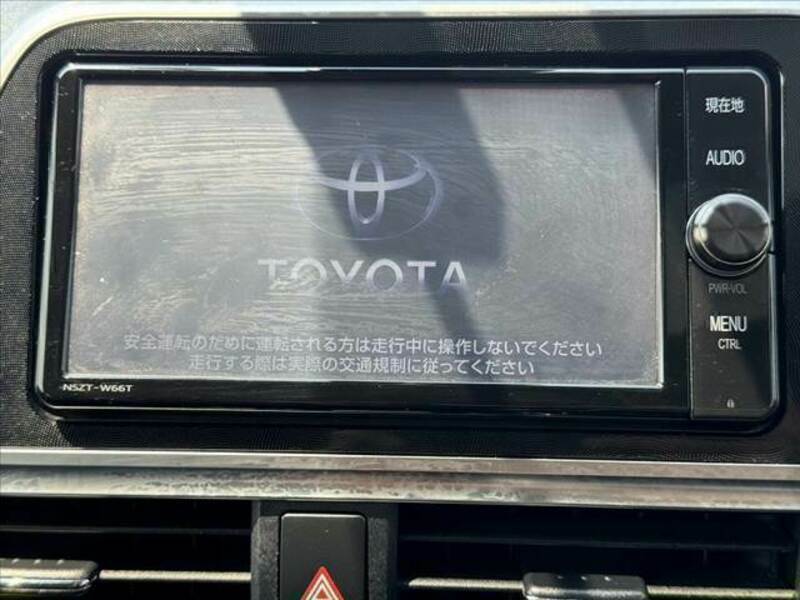 現在地
AUDIO
TOYOTA
PWR-VOL
安全運転のために運転される方は走行中に操作しないでください
走行する際は実際の交通規制に従ってください
MENU
CTRL
NSZT-W66T